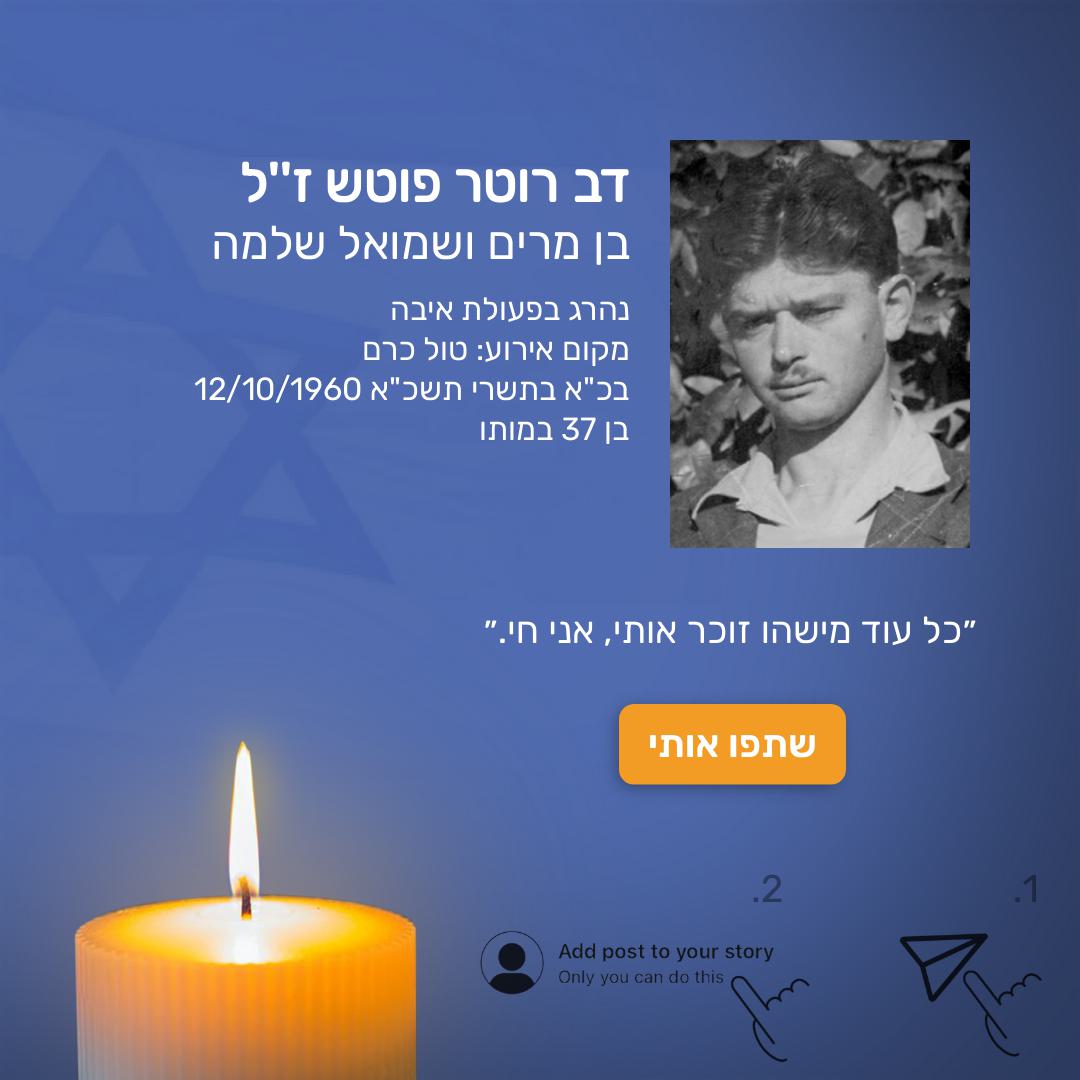 דב רוטר פוטש ז"ל
בן מרים ושמואל שלמה
נהרג בפעולת איבה
מקום אירוע: טול כרם
בכ"א בתשרי תשכ"א 12/10/1960
בן 37 במותו
״כל עוד מישהו זוכר אותי, אני חי.״
שתפו אותי
.1
.2
Add post to your story
Only you can do this